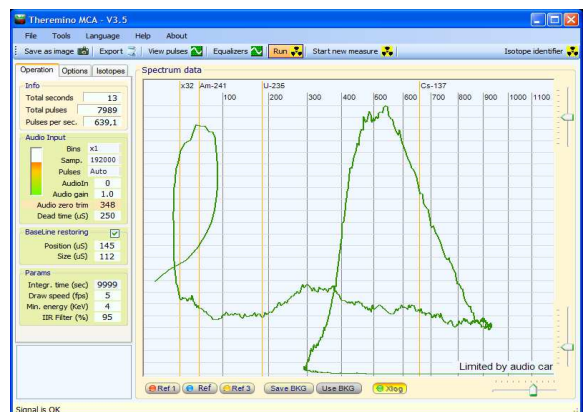 Theremino MCA - V3.5
File Tools Language Help About
Save as image Export View pulses Equalizers Run Start new measure Isotope identifier
Operation Options Isotopes
Info
Total seconds 13
Total pulses 7989
Pulses per sec. 639,1
Audio Input
Bins x1
Samp. 192000
Pulses Auto
AudioIn 0
Audio gain 1.0
Audio zero trim 348
Dead time (uS) 250
BaseLine restoring
Position (uS) 145
Size (uS) 112
Params
Integr. time (sec) 9999
Draw speed (fps) 5
Min. energy (KeV) 4
IIR Filter (%) 95
Spectrum data
x32 Am-241 U-235 Cs-137
100 200 300 400 500 600 700 800 900 1000 1100
Limited by audio car
Ref 1 Ref Ref 3 Save BKG Use BKG Xlog
Signal is OK